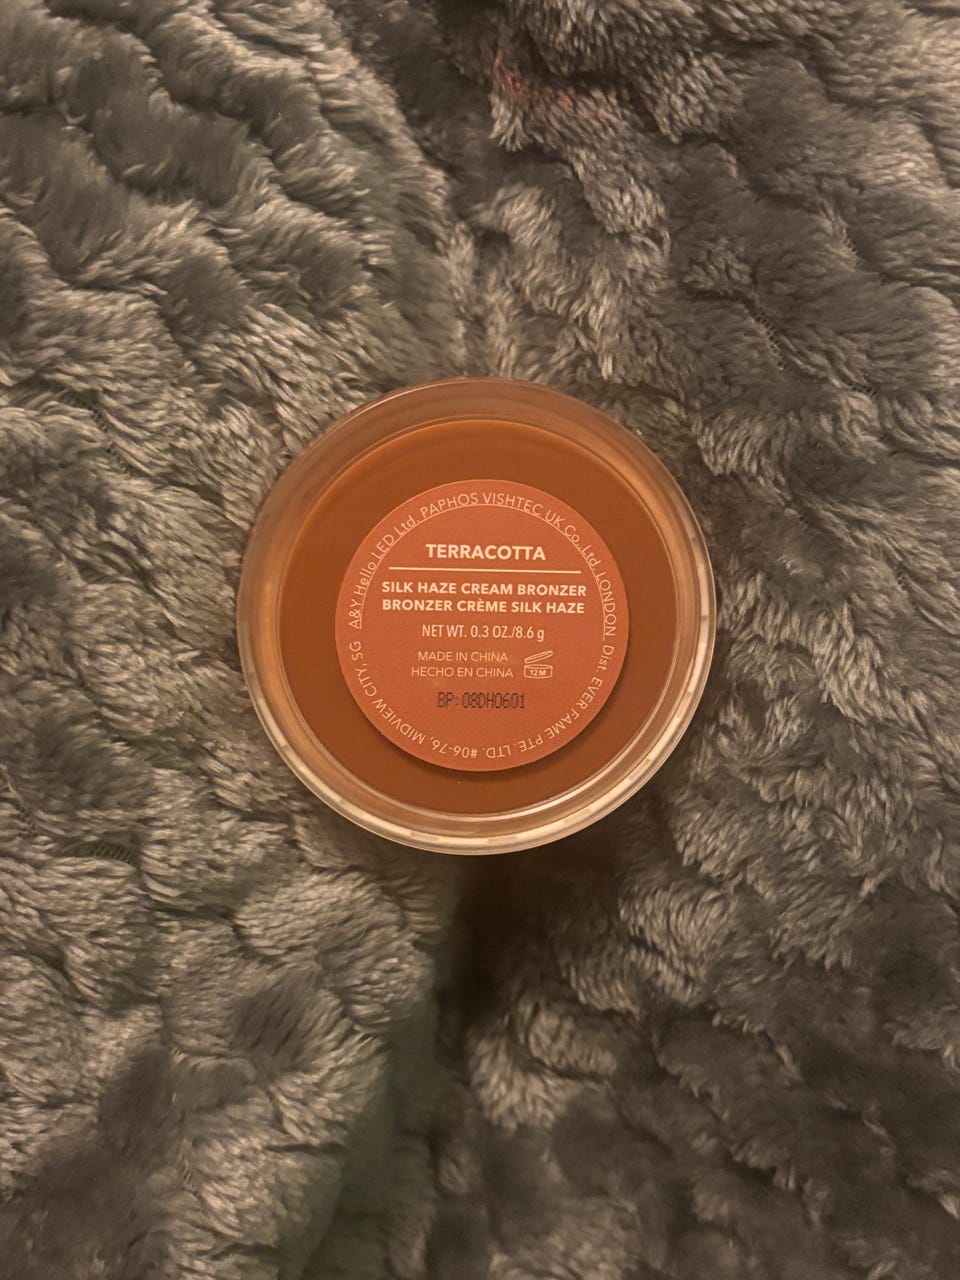 TERRACOTTA
SILK HAZE CREAM BRONZER
BRONZER CRÈME SILK HAZE
NET WT. 0.3 OZ./8.6 g
MADE IN CHINA
HECHO EN CHINA
12M
BP: 08DH0601
A&Y Hello LED Ltd. PAPHOS VISHTEC UK Co.,Ltd. LONDON. Dist. EVER FAME PTE. LTD. #06-76, MIDVIEW CITY, SG